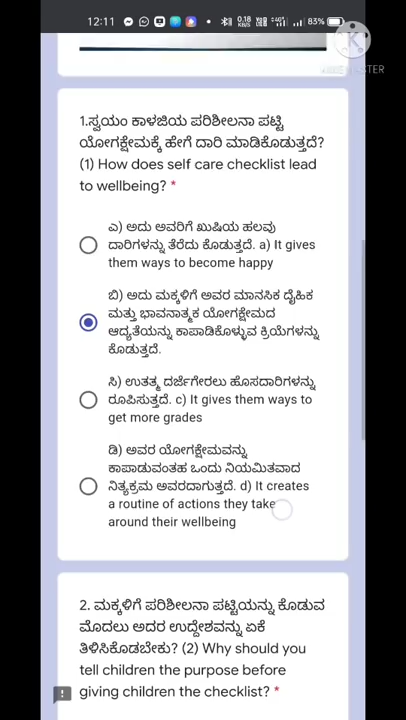 12:11
0.18 KB/S
83%
1.ಸ್ವಯಂ ಕಾಳಜಿಯ ಪರಿಶೀಲನಾ ಪಟ್ಟಿ
ಯೋಗಕ್ಷೇಮಕ್ಕೆ ಹೇಗೆ ದಾರಿ ಮಾಡಿಕೊಡುತ್ತದೆ?
(1) How does self care checklist lead
to wellbeing? *
ಎ) ಅದು ಅವರಿಗೆ ಖುಷಿಯ ಹಲವು
ದಾರಿಗಳನ್ನು ತೆರೆದು ಕೊಡುತ್ತದೆ. a) It gives
them ways to become happy
ಬಿ) ಅದು ಮಕ್ಕಳಿಗೆ ಅವರ ಮಾನಸಿಕ ದೈಹಿಕ
ಮತ್ತು ಭಾವನಾತ್ಮಕ ಯೋಗಕ್ಷೇಮದ
ಆದ್ಯತೆಯನ್ನು ಕಾಪಾಡಿಕೊಳ್ಳುವ ಕ್ರಿಯೆಗಳನ್ನು
ಕೊಡುತ್ತದೆ.
ಸಿ) ಉತತ್ಮ ದರ್ಜೆಗೇರಲು ಹೊಸದಾರಿಗಳನ್ನು
ರೂಪಿಸುತ್ತದೆ. c) It gives them ways to
get more grades
ಡಿ) ಅವರ ಯೋಗಕ್ಷೇಮವನ್ನು
ಕಾಪಾಡುವಂತಹ ಒಂದು ನಿಯಮಿತವಾದ
ನಿತ್ಯಕ್ರಮ ಅವರದಾಗುತ್ತದೆ. d) It creates
a routine of actions they take
around their wellbeing
2. ಮಕ್ಕಳಿಗೆ ಪರಿಶೀಲನಾ ಪಟ್ಟಿಯನ್ನು ಕೊಡುವ
ಮೊದಲು ಅದರ ಉದ್ದೇಶವನ್ನು ಏಕೆ
ತಿಳಿಸಿಕೊಡಬೇಕು? (2) Why should you
tell children the purpose before
giving children the checklist? *